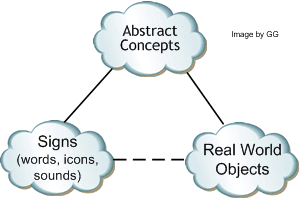 Abstract
Concepts
Image by GG
Signs
(words, icons,
sounds)
Real World
Objects